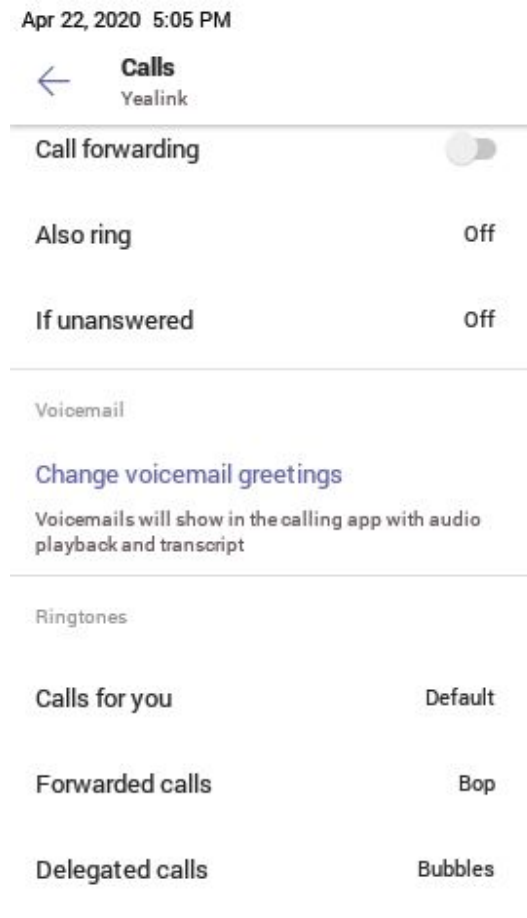 Apr 22, 2020 5:05 PM
Calls
Yealink
Call forwarding
Also ring Off
If unanswered Off
Voicemail
Change voicemail greetings
Voicemails will show in the calling app with audio
playback and transcript
Ringtones
Calls for you Default
Forwarded calls Bop
Delegated calls Bubbles